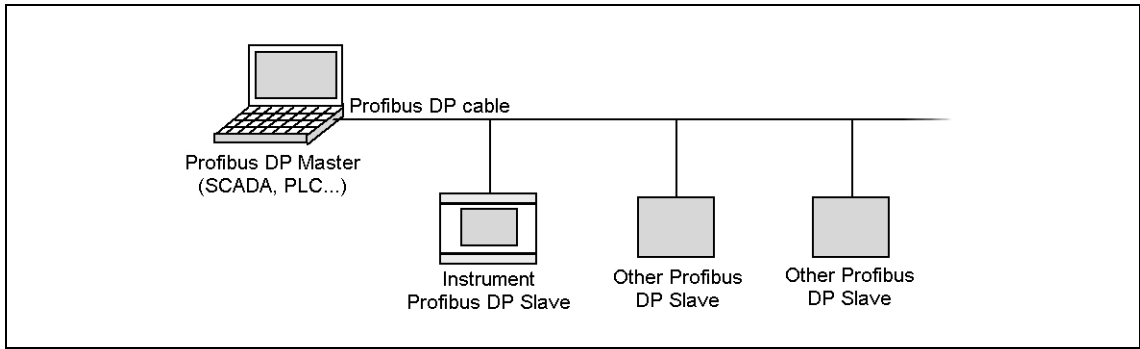 Profibus DP cable
Profibus DP Master
(SCADA, PLC...)
Instrument
Profibus DP Slave
Other Profibus
DP Slave
Other Profibus
DP Slave